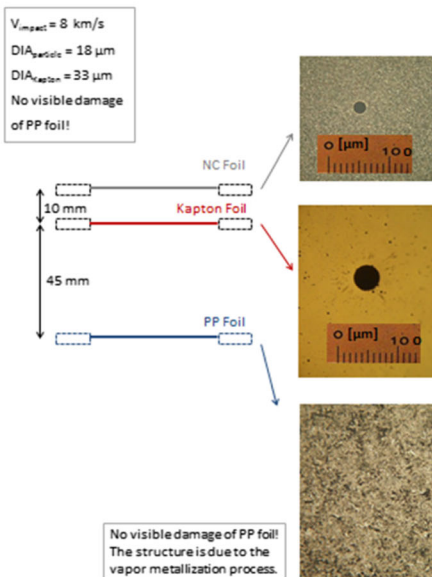 V_impact = 8 km/s
DIA_particle = 18 μm
DIA_Kapton = 33 μm
No visible damage
of PP foil!
0 [μm] 100
NC Foil
10 mm
Kapton Foil
45 mm
0 [μm] 100
PP Foil
No visible damage of PP foil!
The structure is due to the
vapor metallization process.